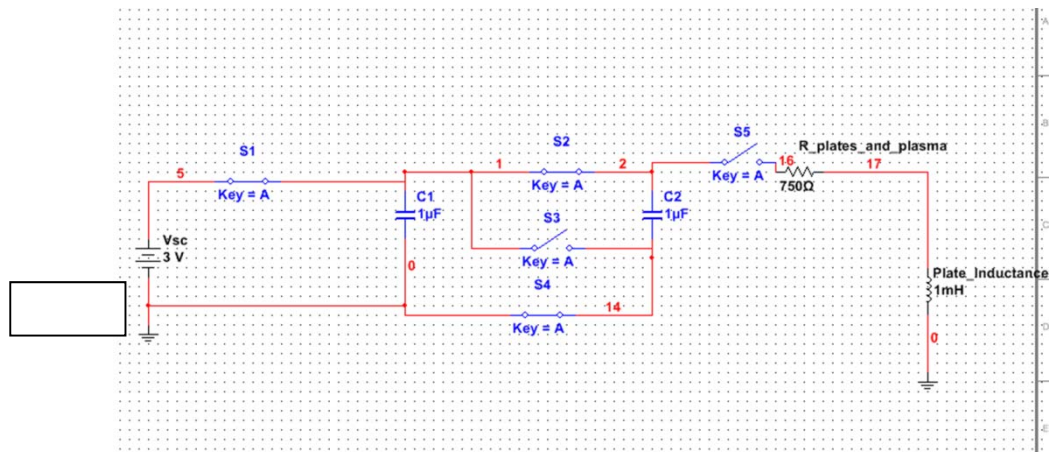 S1
5
Key = A
Vsc
3 V
C1
1µF
0
S2
1
2
Key = A
S3
Key = A
S4
14
Key = A
C2
1µF
S5
Key = A
R_plates_and_plasma
16
17
750Ω
Plate_Inductance
1mH
0